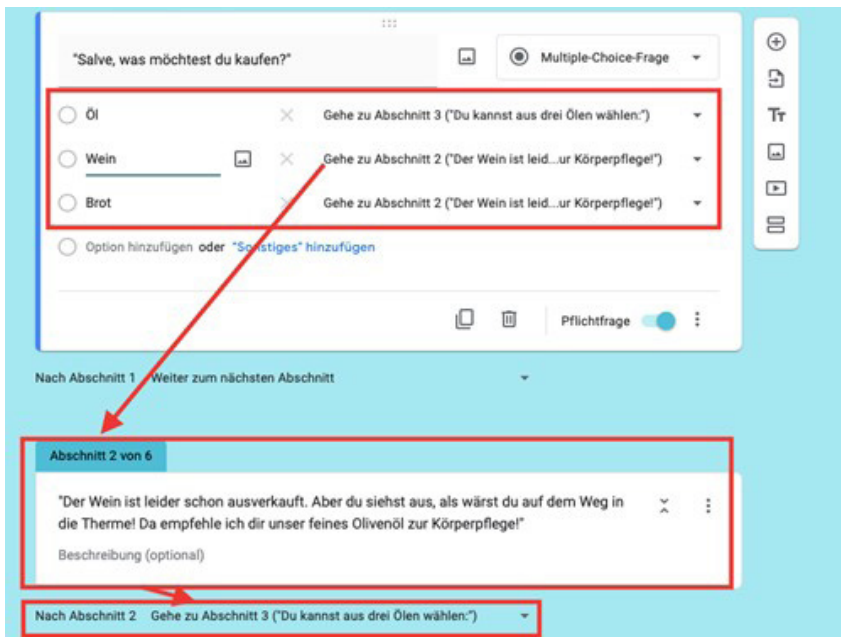 "Salve, was möchtest du kaufen?"
Multiple-Choice-Frage
Öl
Gehe zu Abschnitt 3 ("Du kannst aus drei Ölen wählen:")
Wein
Gehe zu Abschnitt 2 ("Der Wein ist leid...ur Körperpflege!")
Brot
Gehe zu Abschnitt 2 ("Der Wein ist leid...ur Körperpflege!")
Option hinzufügen oder "Sonstiges" hinzufügen
Pflichtfrage
Nach Abschnitt 1 Weiter zum nächsten Abschnitt
Abschnitt 2 von 6
"Der Wein ist leider schon ausverkauft. Aber du siehst aus, als wärst du auf dem Weg in
die Therme! Da empfehle ich dir unser feines Olivenöl zur Körperpflege!"
Beschreibung (optional)
Nach Abschnitt 2 Gehe zu Abschnitt 3 ("Du kannst aus drei Ölen wählen:")